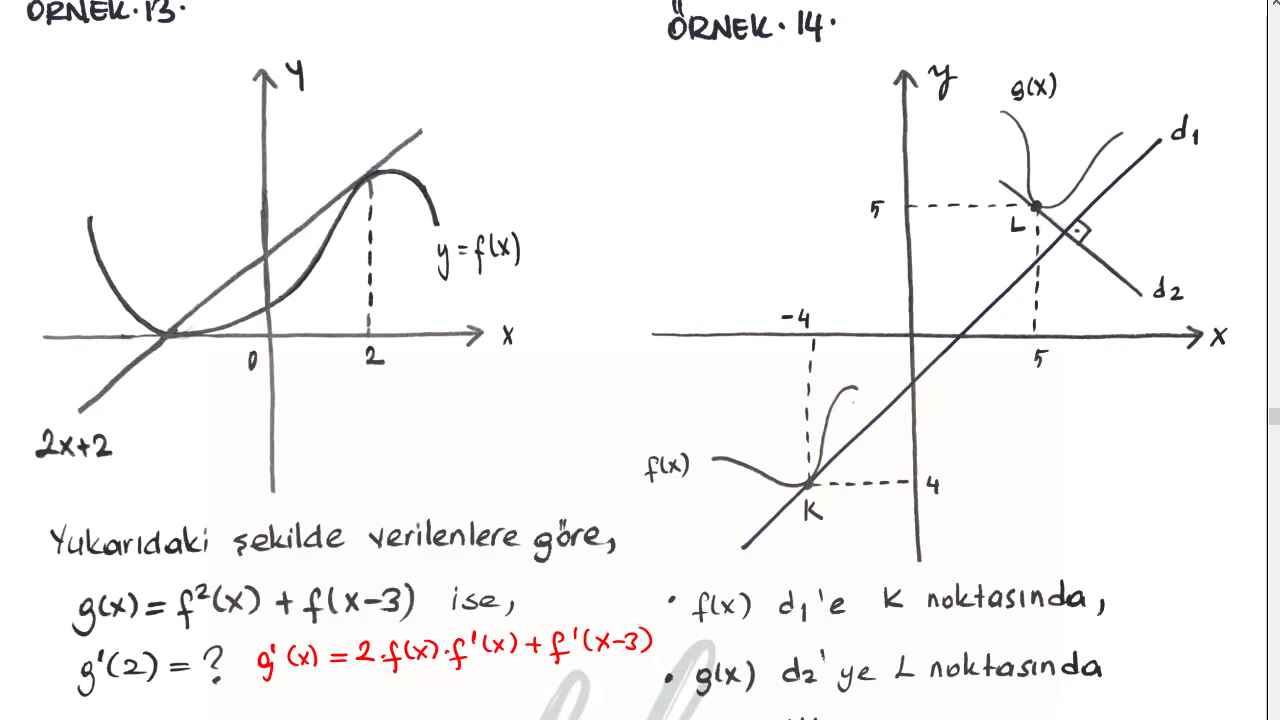 ÖRNEK.13.
y
y = f(x)
x
0
2
2x+2
Yukarıdaki şekilde verilenlere göre,
g(x) = f²(x) + f(x-3) ise,
g'(2) = ? g'(x) = 2.f(x).f'(x) + f'(x-3)
ÖRNEK.14.
y
g(x)
d1
5
L
d2
-4
x
5
f(x)
4
K
• f(x) d1'e K noktasında,
• g(x) d2'ye L noktasında